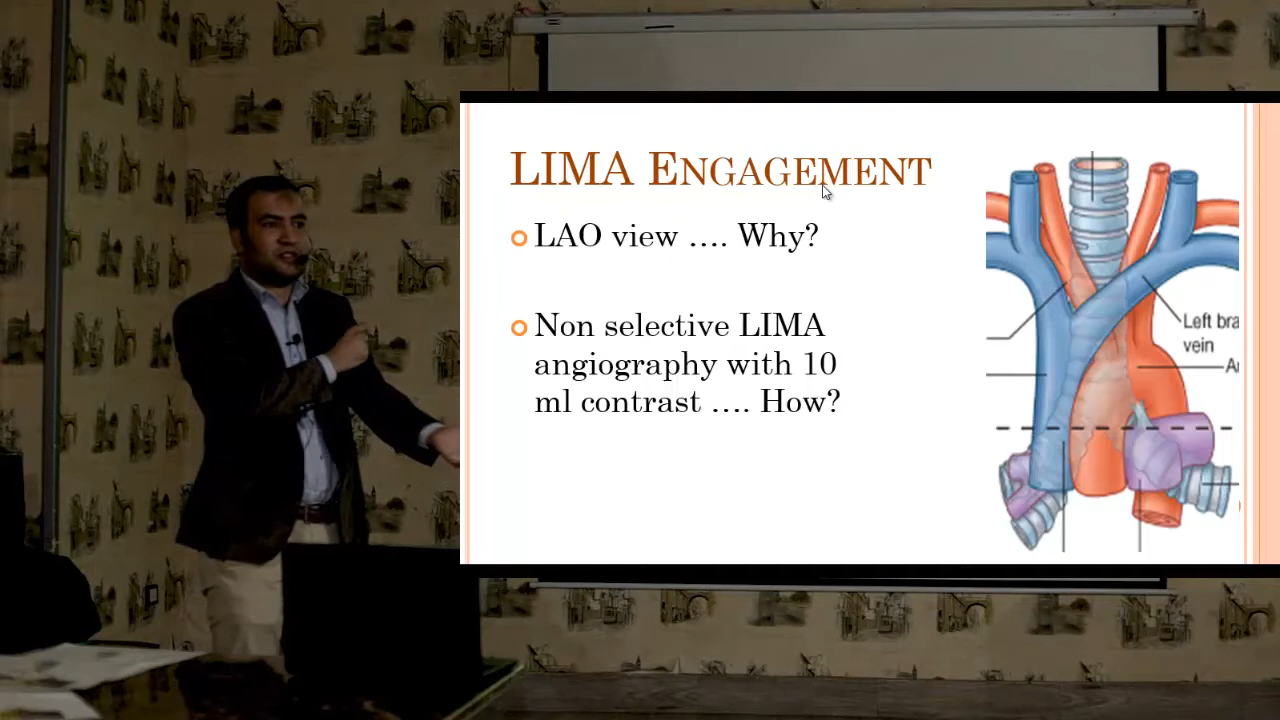 LIMA ENGAGEMENT
LAO view .... Why?
Non selective LIMA
angiography with 10
ml contrast .... How?
Left bra
vein
A